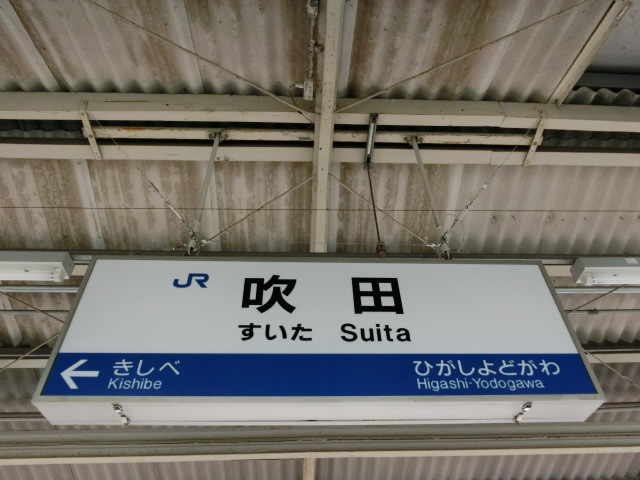 JR 吹田
すいた Suita
← きしべ ひがしよどがわ
Kishibe Higashi-Yodogawa